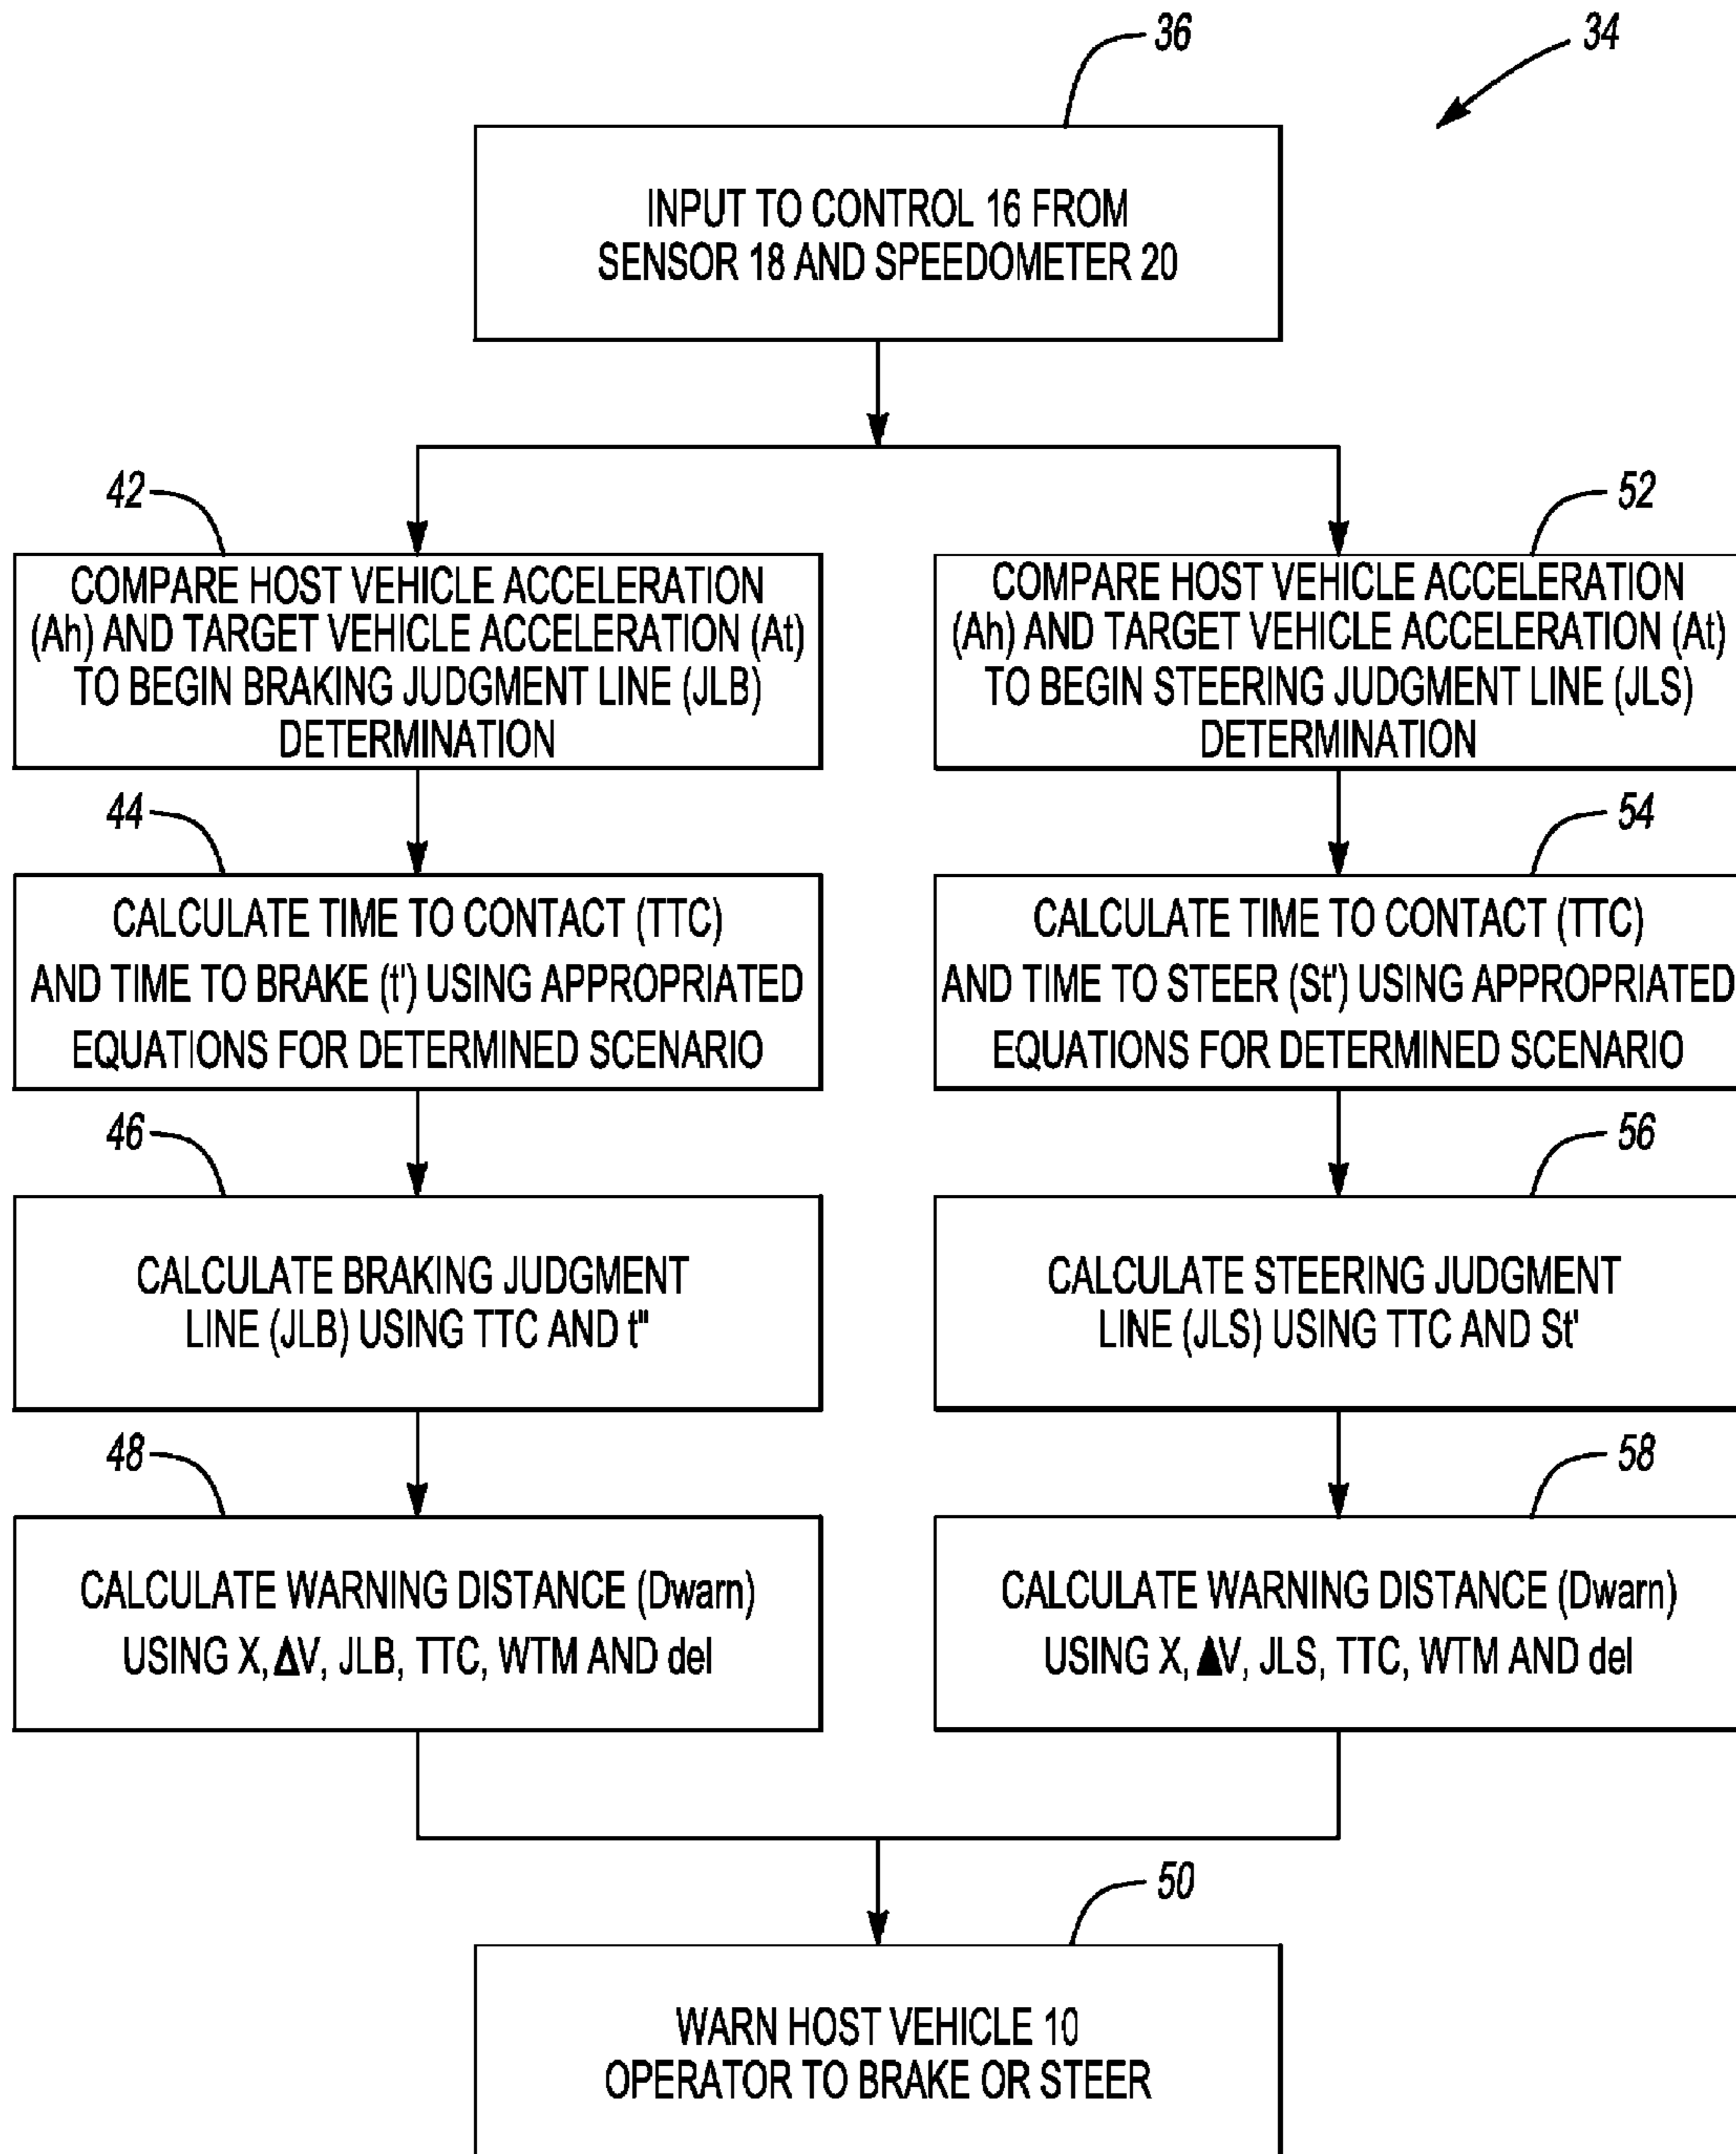 36
34
INPUT TO CONTROL 16 FROM
SENSOR 18 AND SPEEDOMETER 20
42
COMPARE HOST VEHICLE ACCELERATION
(Ah) AND TARGET VEHICLE ACCELERATION (At)
TO BEGIN BRAKING JUDGMENT LINE (JLB)
DETERMINATION
52
COMPARE HOST VEHICLE ACCELERATION
(Ah) AND TARGET VEHICLE ACCELERATION (At)
TO BEGIN STEERING JUDGMENT LINE (JLS)
DETERMINATION
44
CALCULATE TIME TO CONTACT (TTC)
AND TIME TO BRAKE (t') USING APPROPRIATED
EQUATIONS FOR DETERMINED SCENARIO
54
CALCULATE TIME TO CONTACT (TTC)
AND TIME TO STEER (St') USING APPROPRIATED
EQUATIONS FOR DETERMINED SCENARIO
46
CALCULATE BRAKING JUDGMENT
LINE (JLB) USING TTC AND t"
56
CALCULATE STEERING JUDGMENT
LINE (JLS) USING TTC AND St'
48
CALCULATE WARNING DISTANCE (Dwarn)
USING X, ΔV, JLB, TTC, WTM AND del
58
CALCULATE WARNING DISTANCE (Dwarn)
USING X, ▲V, JLS, TTC, WTM AND del
50
WARN HOST VEHICLE 10
OPERATOR TO BRAKE OR STEER